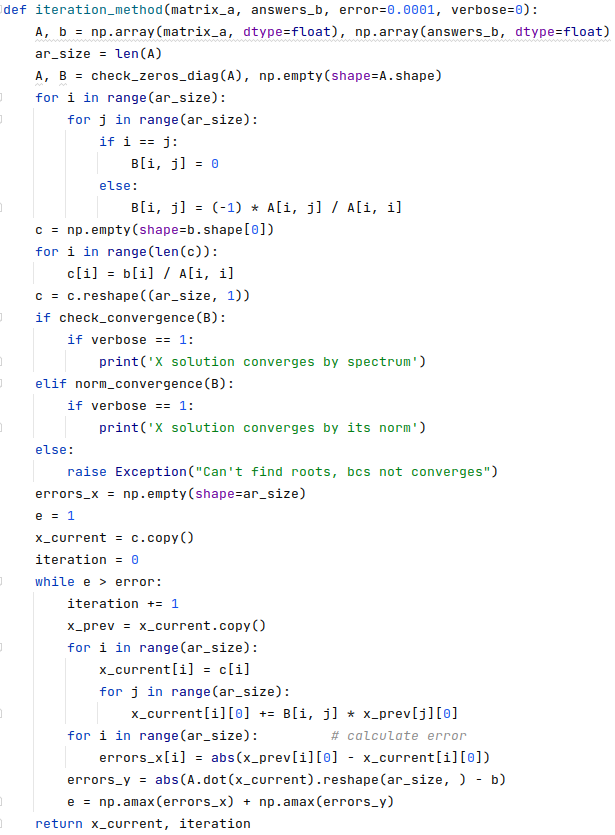 def iteration_method(matrix_a, answers_b, error=0.0001, verbose=0):
    A, b = np.array(matrix_a, dtype=float), np.array(answers_b, dtype=float)
    ar_size = len(A)
    A, B = check_zeros_diag(A), np.empty(shape=A.shape)
    for i in range(ar_size):
        for j in range(ar_size):
            if i == j:
                B[i, j] = 0
            else:
                B[i, j] = (-1) * A[i, j] / A[i, i]
    c = np.empty(shape=b.shape[0])
    for i in range(len(c)):
        c[i] = b[i] / A[i, i]
    c = c.reshape((ar_size, 1))
    if check_convergence(B):
        if verbose == 1:
            print('X solution converges by spectrum')
    elif norm_convergence(B):
        if verbose == 1:
            print('X solution converges by its norm')
    else:
        raise Exception("Can't find roots, bcs not converges")
    errors_x = np.empty(shape=ar_size)
    e = 1
    x_current = c.copy()
    iteration = 0
    while e > error:
        iteration += 1
        x_prev = x_current.copy()
        for i in range(ar_size):
            x_current[i] = c[i]
            for j in range(ar_size):
                x_current[i][0] += B[i, j] * x_prev[j][0]
        for i in range(ar_size):         # calculate error
            errors_x[i] = abs(x_prev[i][0] - x_current[i][0])
        errors_y = abs(A.dot(x_current).reshape(ar_size, ) - b)
        e = np.amax(errors_x) + np.amax(errors_y)
    return x_current, iteration